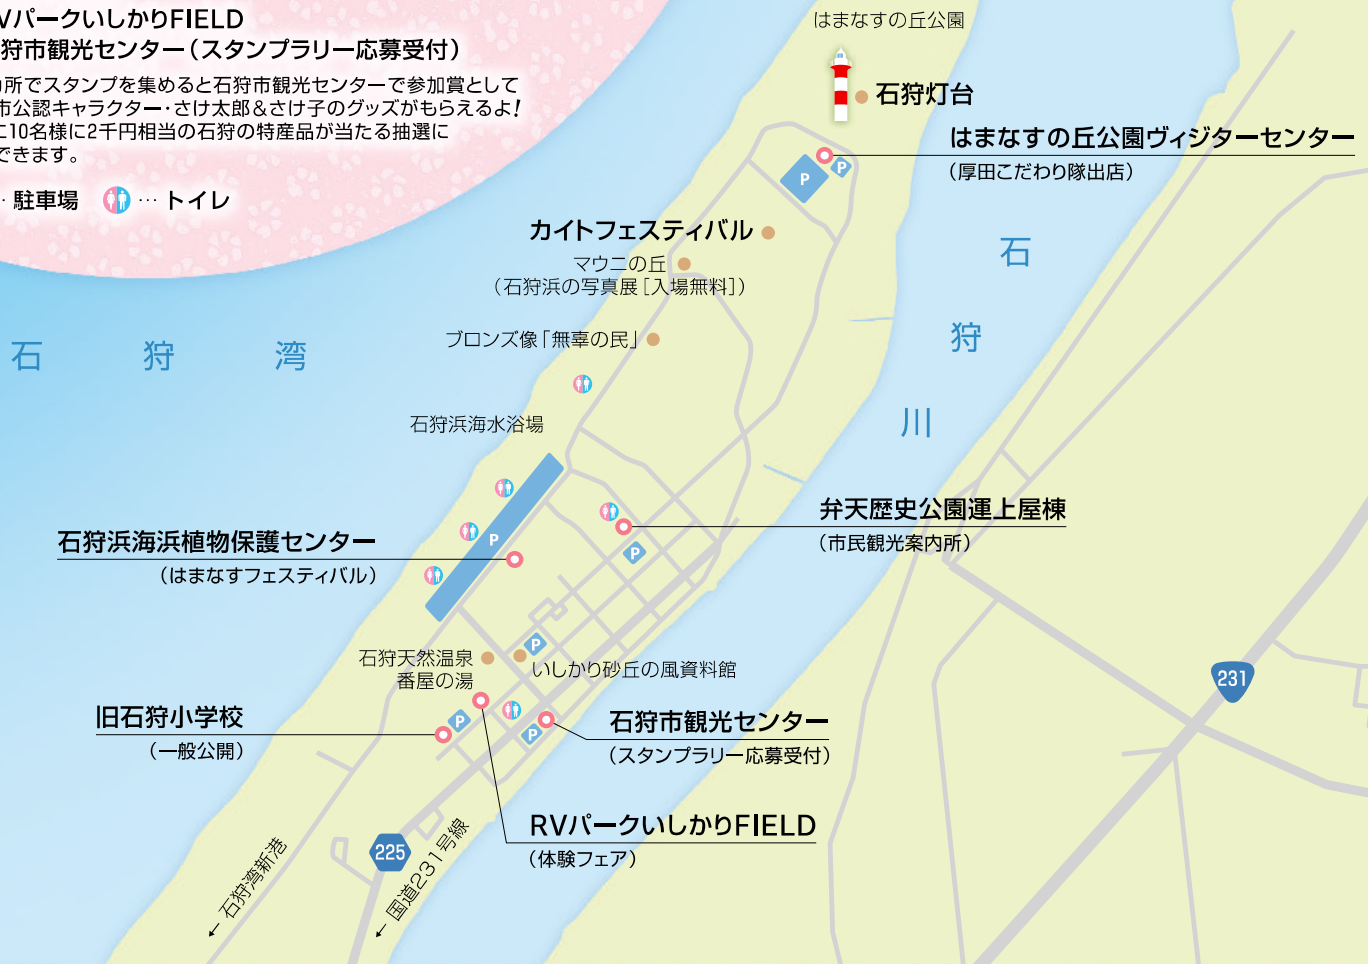 RVパークいしかりFIELD
狩市観光センター（スタンプラリー応募受付）
所でスタンプを集めると石狩市観光センターで参加賞として
市公認キャラクター・さけ太郎＆さけ子のグッズがもらえるよ！
に10名様に2千円相当の石狩の特産品が当たる抽選に
できます。
… 駐車場 … トイレ
はまなすの丘公園
石狩灯台
はまなすの丘公園ヴィジターセンター
（厚田こだわり隊出店）
P
P
カイトフェスティバル
マウニの丘
（石狩浜の写真展［入場無料］）
石狩川
ブロンズ像「無辜の民」
石狩湾
石狩浜海水浴場
弁天歴史公園運上屋棟
（市民観光案内所）
P
石狩浜海浜植物保護センター
（はまなすフェスティバル）
P
石狩天然温泉
番屋の湯
P
いしかり砂丘の風資料館
231
旧石狩小学校
（一般公開）
P
石狩市観光センター
（スタンプラリー応募受付）
P
RVパークいしかりFIELD
（体験フェア）
225
← 石狩湾新港
← 国道231号線